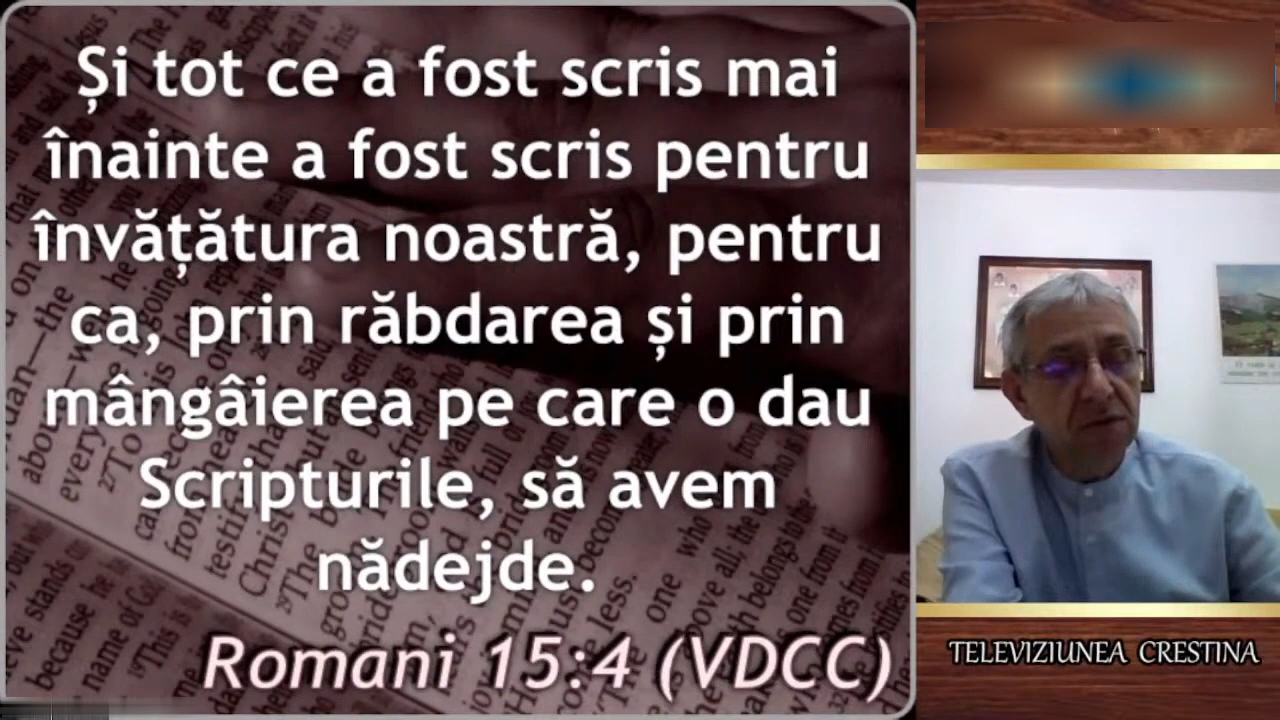 Și tot ce a fost scris mai
înainte a fost scris pentru
învățătura noastră, pentru
ca, prin răbdarea și prin
mângâierea pe care o dau
Scripturile, să avem
nădejde.
Romani 15:4 (VDCC)
TELEVIZIUNEA CRESTINA